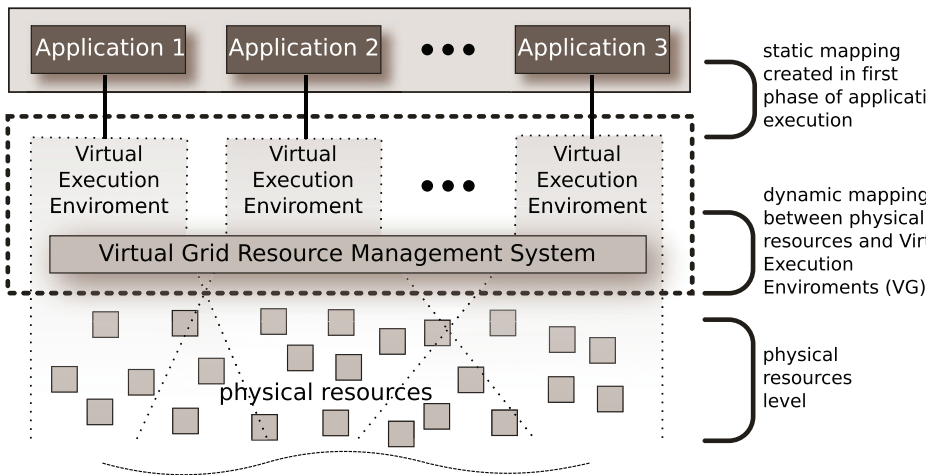 Application 1
Application 2
Application 3
static mapping
created in first
phase of applicati
execution
Virtual
Execution
Enviroment
Virtual
Execution
Enviroment
Virtual
Execution
Enviroment
Virtual Grid Resource Management System
dynamic mapping
between physical
resources and Virt
Execution
Enviroments (VG)
physical resources
physical
resources
level